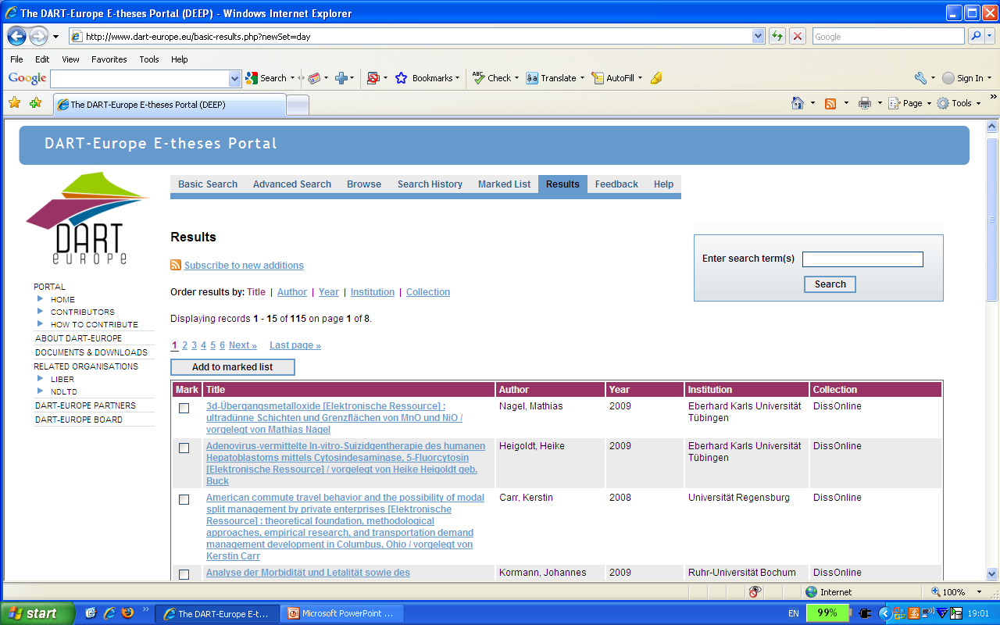 The DART-Europe E-theses Portal (DEEP) - Windows Internet Explorer
http://www.dart-europe.eu/basic-results.php?newSet=day
Google
File Edit View Favorites Tools Help
Google Search Bookmarks ABC Check Translate AutoFill Sign In
The DART-Europe E-theses Portal (DEEP) Page Tools »
DART-Europe E-theses Portal
DART
europe
Basic Search Advanced Search Browse Search History Marked List Results Feedback Help
Results
Subscribe to new additions
Order results by: Title | Author | Year | Institution | Collection
Displaying records 1 - 15 of 115 on page 1 of 8.
Enter search term(s)
Search
1 2 3 4 5 6 Next » Last page »
Add to marked list
PORTAL
HOME
CONTRIBUTORS
HOW TO CONTRIBUTE
ABOUT DART-EUROPE
DOCUMENTS & DOWNLOADS
RELATED ORGANISATIONS
LIBER
NDLTD
DART-EUROPE PARTNERS
DART-EUROPE BOARD
Mark Title Author Year Institution Collection
3d-Übergangsmetalloxide [Elektronische Ressource] : Nagel, Mathias 2009 Eberhard Karls Universität DissOnline
ultradünne Schichten und Grenzflächen von MnO und NiO / Tübingen
vorgelegt von Mathias Nagel
Adenovirus-vermittelte In-vitro-Suizidgentherapie des humanen Heigoldt, Heike 2009 Eberhard Karls Universität DissOnline
Hepatoblastoms mittels Cytosindesaminase, 5-Fluorcytosin Tübingen
[Elektronische Ressource] / vorgelegt von Heike Heigoldt geb.
Buck
American commute travel behavior and the possibility of modal Carr, Kerstin 2008 Universität Regensburg DissOnline
split management by private enterprises [Elektronische
Ressource] : theoretical foundation, methodological
approaches, empirical research, and transportation demand
management development in Columbus, Ohio / vorgelegt von
Kerstin Carr
Analyse der Morbidität und Letalität sowie des Kormann, Johannes 2009 Ruhr-Universität Bochum DissOnline
Internet 100%
start » The DART-Europe E-t... Microsoft PowerPoint ... EN 99% 19:01